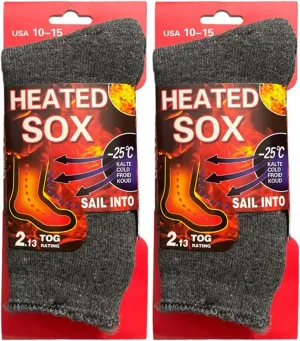 USA 10-15
HEATED
SOX
-25°C
KALTE
COLD
FROID
KOUD
SAIL INTO
2.13 TOG
RATING
USA 10-15
HEATED
SOX
-25°C
KALTE
COLD
FROID
KOUD
SAIL INTO
2.13 TOG
RATING